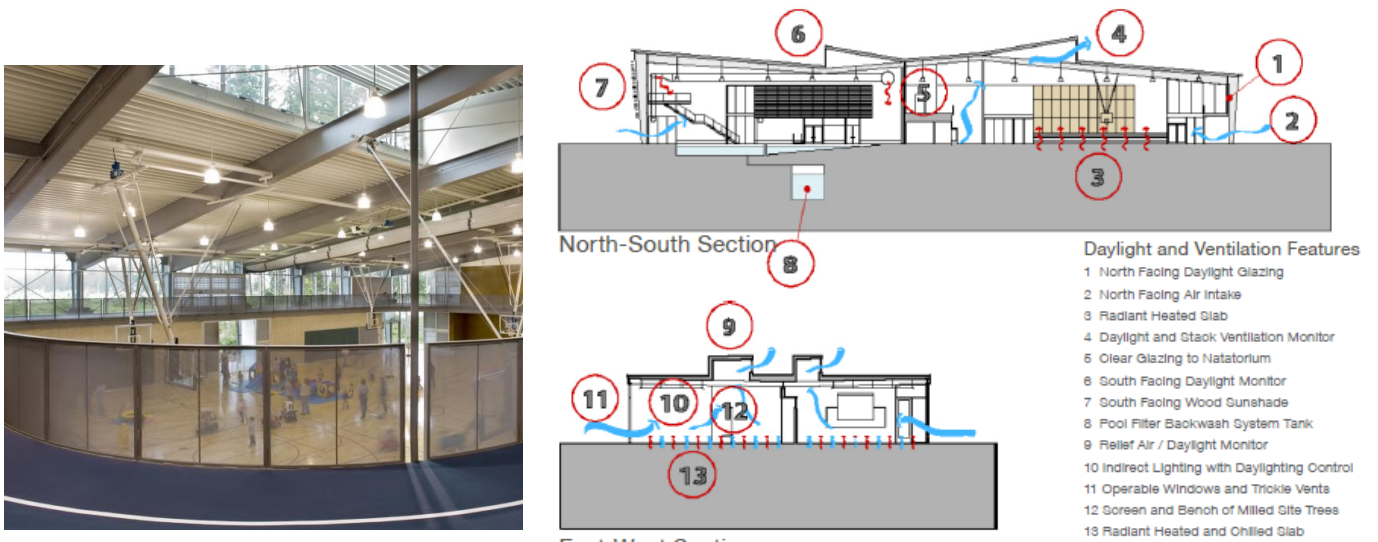 6
4
1
7
5
2
3
North-South Section
8
Daylight and Ventilation Features
1 North Facing Daylight Glazing
2 North Facing Air Intake
3 Radiant Heated Slab
4 Daylight and Stack Ventilation Monitor
5 Clear Glazing to Natatorium
6 South Facing Daylight Monitor
7 South Facing Wood Sunshade
8 Pool Filter Backwash System Tank
9 Relief Air / Daylight Monitor
10 Indirect Lighting with Daylighting Control
11 Operable Windows and Trickle Vents
12 Screen and Bench of Milled Site Trees
13 Radiant Heated and Chilled Slab
9
11
10
12
13